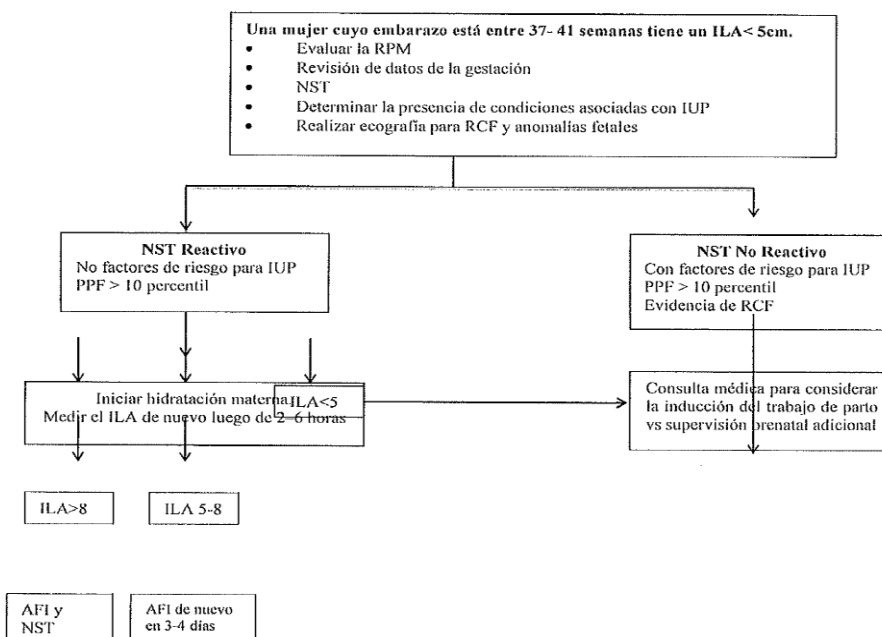 Una mujer cuyo embarazo está entre 37- 41 semanas tiene un ILA< 5cm.
• Evaluar la RPM
• Revisión de datos de la gestación
• NST
• Determinar la presencia de condiciones asociadas con IUP
• Realizar ecografía para RCF y anomalías fetales
NST Reactivo
No factores de riesgo para IUP
PPF > 10 percentil
NST No Reactivo
Con factores de riesgo para IUP
PPF > 10 percentil
Evidencia de RCF
Iniciar hidratación materna
Medir el ILA de nuevo luego de 2–6 horas
ILA<5
Consulta médica para considerar
la inducción del trabajo de parto
vs supervisión prenatal adicional
ILA>8
ILA 5-8
AFI y
NST
AFI de nuevo
en 3-4 días